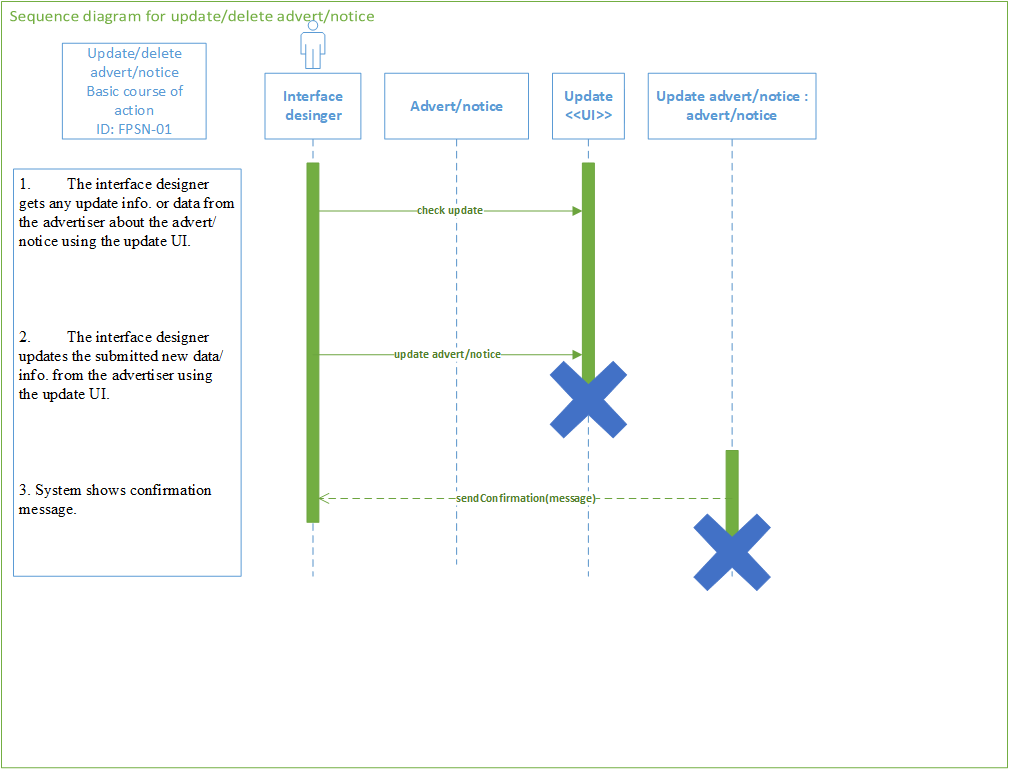 Sequence diagram for update/delete advert/notice
Update/delete
advert/notice
Basic course of
action
ID: FPSN-01
Interface
desinger
Advert/notice
Update
<<UI>>
Update advert/notice :
advert/notice
1. The interface designer
gets any update info. or data from
the advertiser about the advert/
notice using the update UI.
check update
2. The interface designer
updates the submitted new data/
info. from the advertiser using
the update UI.
update advert/notice
3. System shows confirmation
message.
sendConfirmation(message)